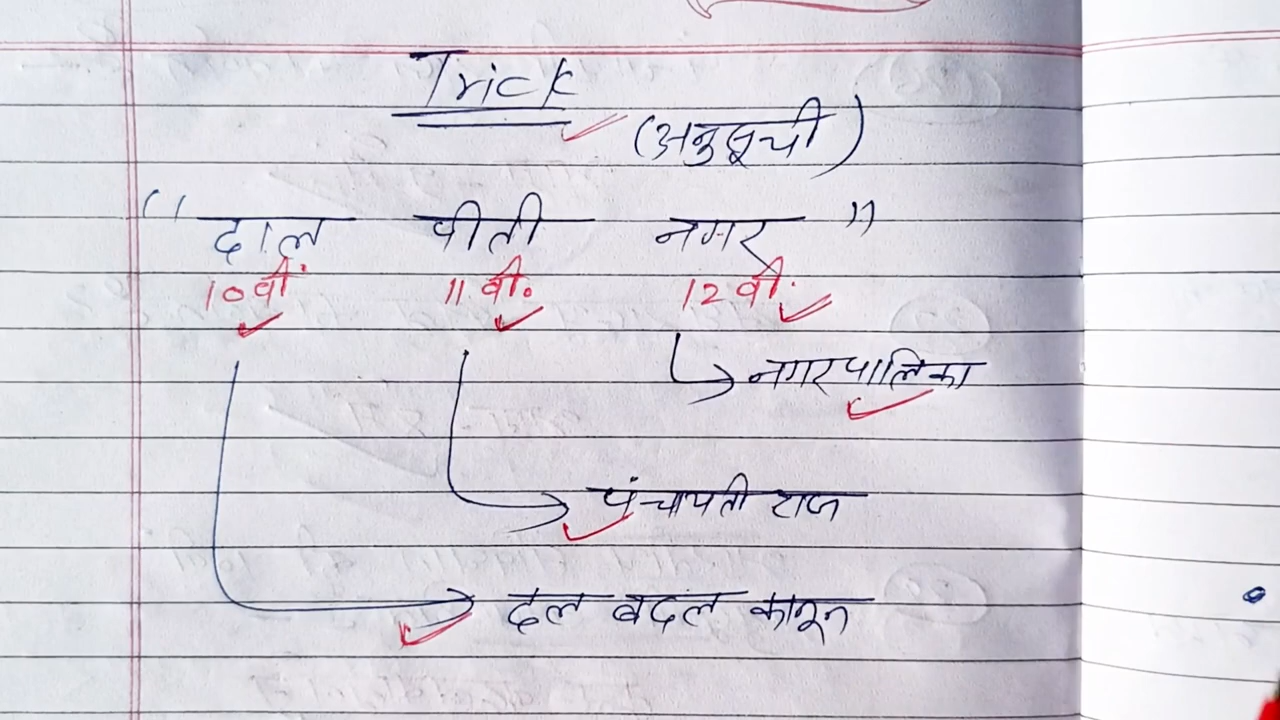 Trick
(अनुसूची)
“ दाल पीती नगर ”
10वीं 11वीं. 12वीं.
नगरपालिका
पंचायती राज
दल बदल कानून